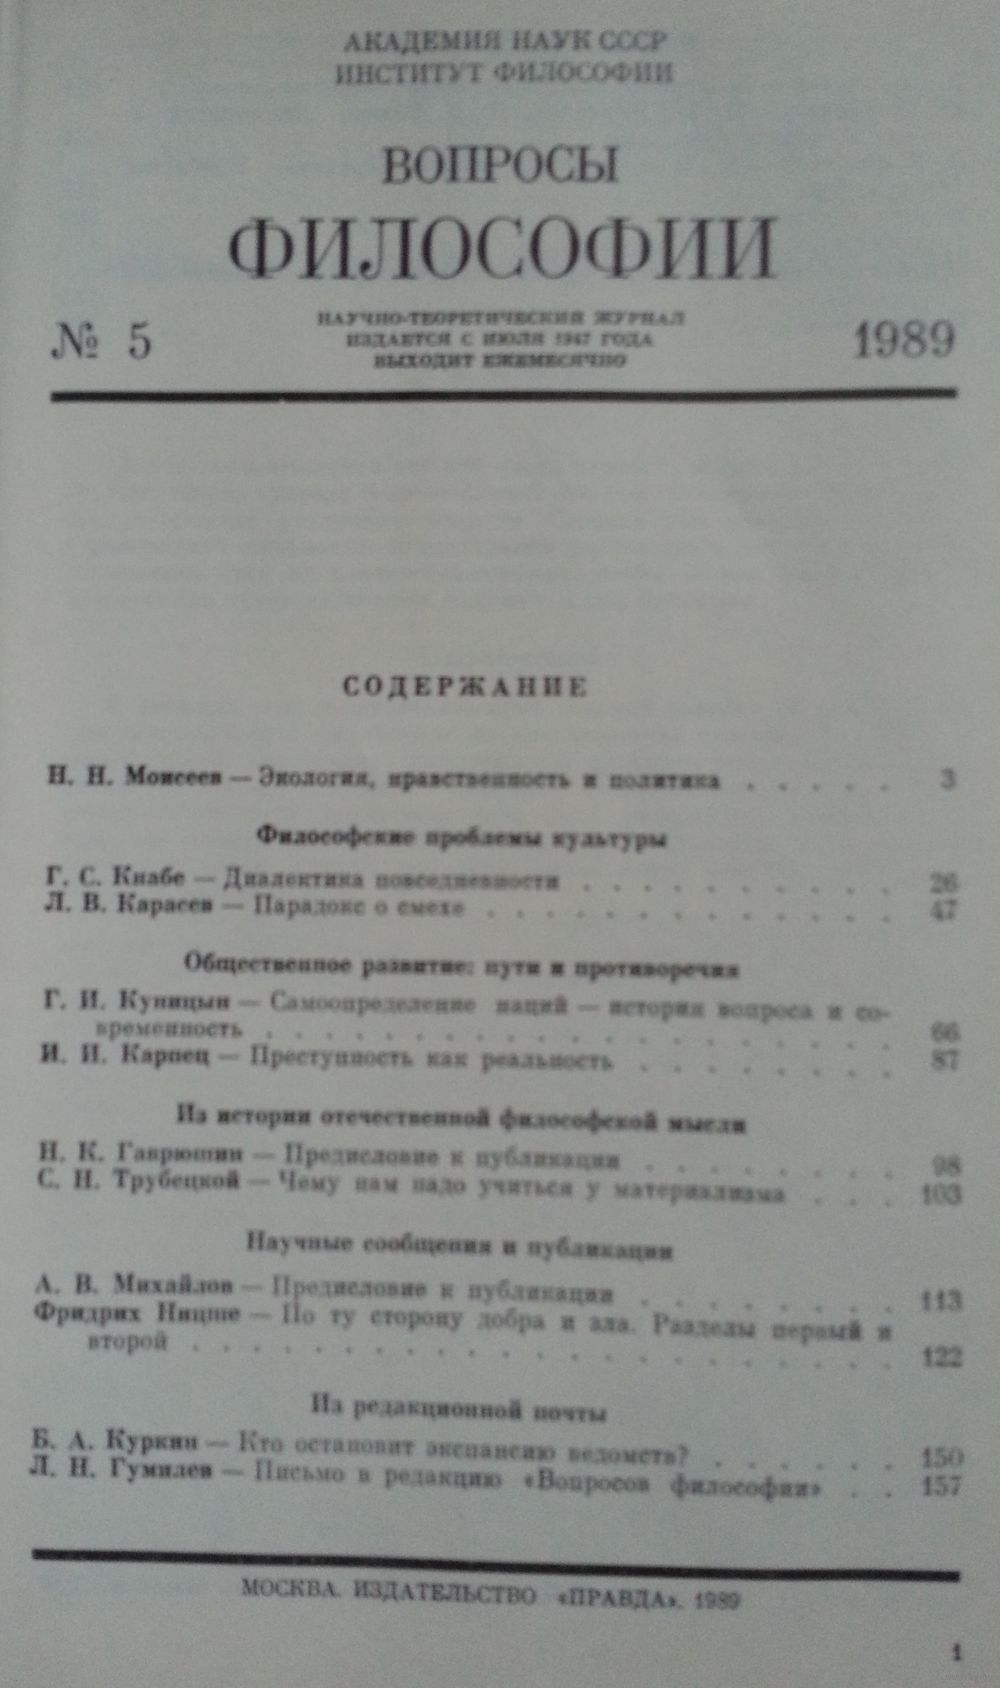 АКАДЕМИЯ НАУК СССР
ИНСТИТУТ ФИЛОСОФИИ
ВОПРОСЫ
ФИЛОСОФИИ
№ 5
НАУЧНО-ТЕОРЕТИЧЕСКИЙ ЖУРНАЛ
ИЗДАЕТСЯ С ИЮЛЯ 1947 ГОДА
ВЫХОДИТ ЕЖЕМЕСЯЧНО
1989
СОДЕРЖАНИЕ
Н. Н. Моисеев — Экология, нравственность и политика . . . . . 3
Философские проблемы культуры
Г. С. Кнабе — Диалектика повседневности . . . . . . . . . . . 26
Л. В. Карасев — Парадокс о смехе . . . . . . . . . . . . . . 47
Общественное развитие: пути и противоречия
Г. И. Куницын — Самоопределение наций — история вопроса и со-
временность . . . . . . . . . . . . . . . . . . . . . 66
И. И. Карпец — Преступность как реальность . . . . . . . . . 87
Из истории отечественной философской мысли
Н. К. Гаврюшин — Предисловие к публикации . . . . . . . . . 98
С. Н. Трубецкой — Чему нам надо учиться у материализма . . . 103
Научные сообщения и публикации
А. В. Михайлов — Предисловие к публикации . . . . . . . . . 113
Фридрих Ницше — По ту сторону добра и зла. Разделы первый и
второй . . . . . . . . . . . . . . . . . . . . . . . 122
Из редакционной почты
Б. А. Куркин — Кто остановит экспансию ведомств? . . . . . . 150
Л. Н. Гумилев — Письмо в редакцию «Вопросов философии» . . 157
МОСКВА. ИЗДАТЕЛЬСТВО «ПРАВДА». 1989
1